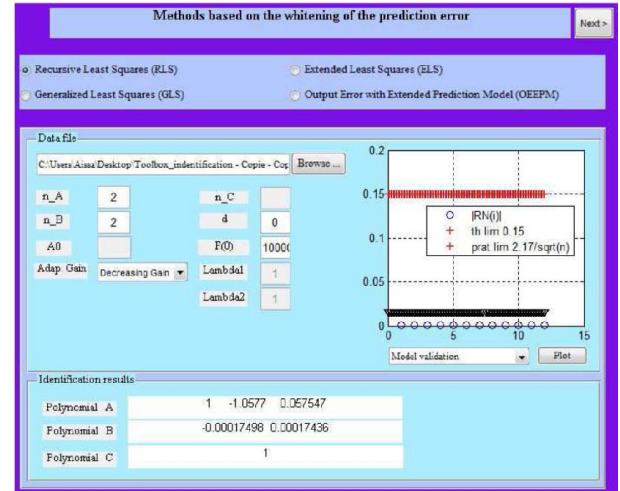 Methods based on the whitening of the prediction error
Next >
Recursive Least Squares (RLS)
Extended Least Squares (ELS)
Generalized Least Squares (GLS)
Output Error with Extended Prediction Model (OEEPM)
Data file
C:\Users\Aissa\Desktop\Toolbox_indentification - Copie - Cop
Browse ...
n_A 2 n_C
n_B 2 d 0
A0 F(0) 1000(
Adap. Gain Decreasing Gain Lambda1 1
Lambda2 1
0.2
0.15
0.1
0.05
0
0 5 10 15
|RN(i)|
th lim 0.15
prat lim 2.17/sqrt(n)
Model validation
Plot
Identification results
Polynomial A 1 -1.0577 0.057547
Polynomial B -0.00017498 0.00017436
Polynomial C 1